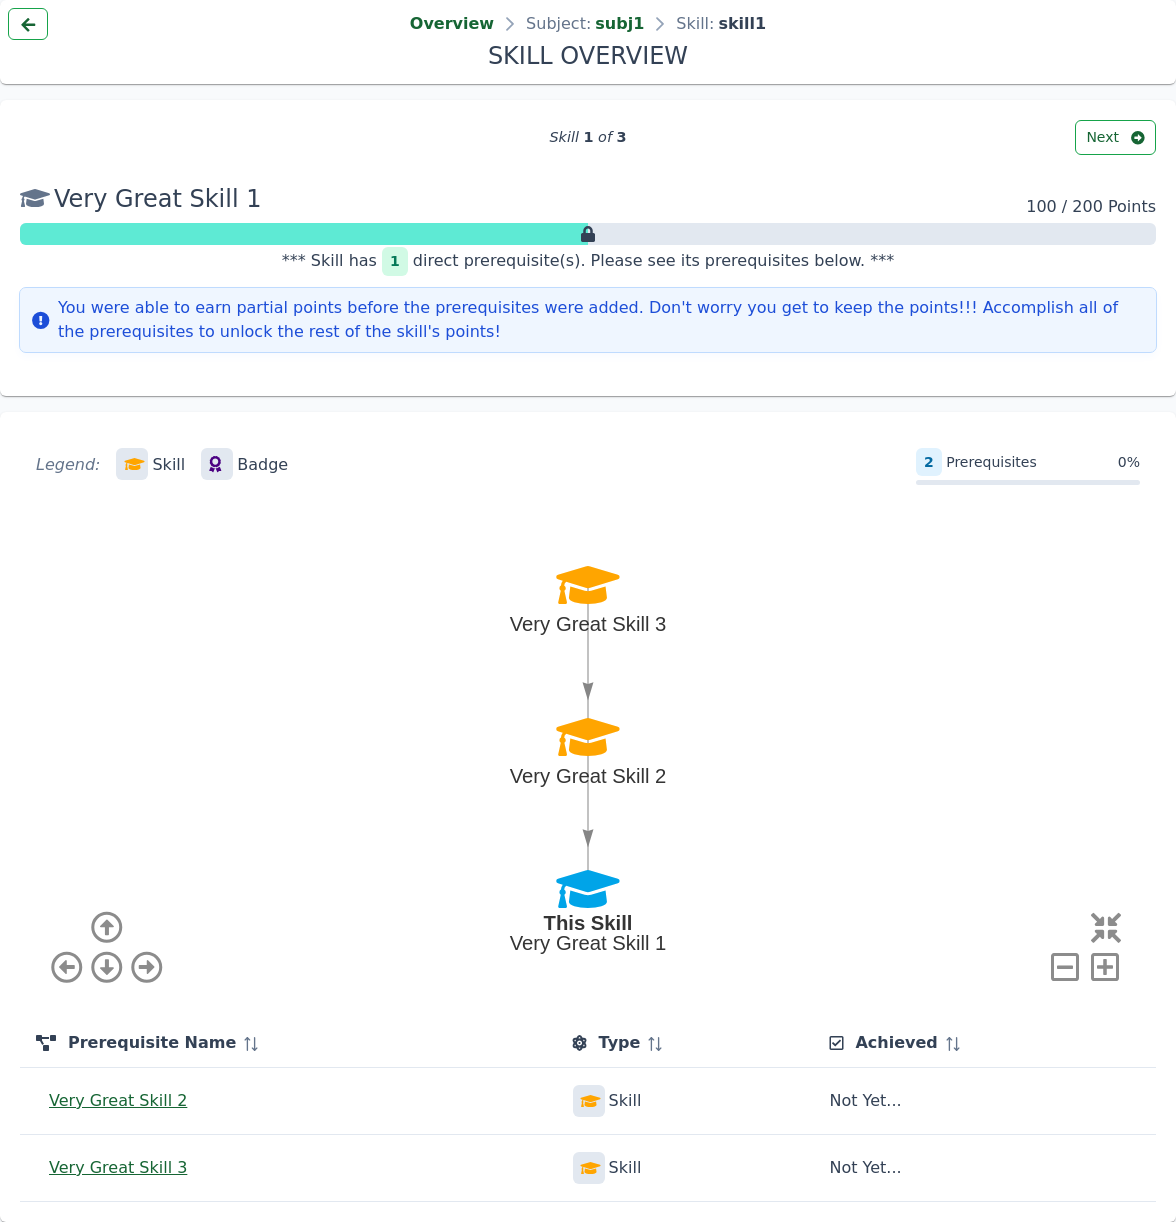 Overview > Subject: subj1 > Skill: skill1
SKILL OVERVIEW
Skill 1 of 3
Next
Very Great Skill 1
100 / 200 Points
*** Skill has 1 direct prerequisite(s). Please see its prerequisites below. ***
You were able to earn partial points before the prerequisites were added. Don't worry you get to keep the points!!! Accomplish all of
the prerequisites to unlock the rest of the skill's points!
Legend: Skill Badge
2 Prerequisites 0%
Very Great Skill 3
Very Great Skill 2
This Skill
Very Great Skill 1
Prerequisite Name Type Achieved
Very Great Skill 2 Skill Not Yet...
Very Great Skill 3 Skill Not Yet...